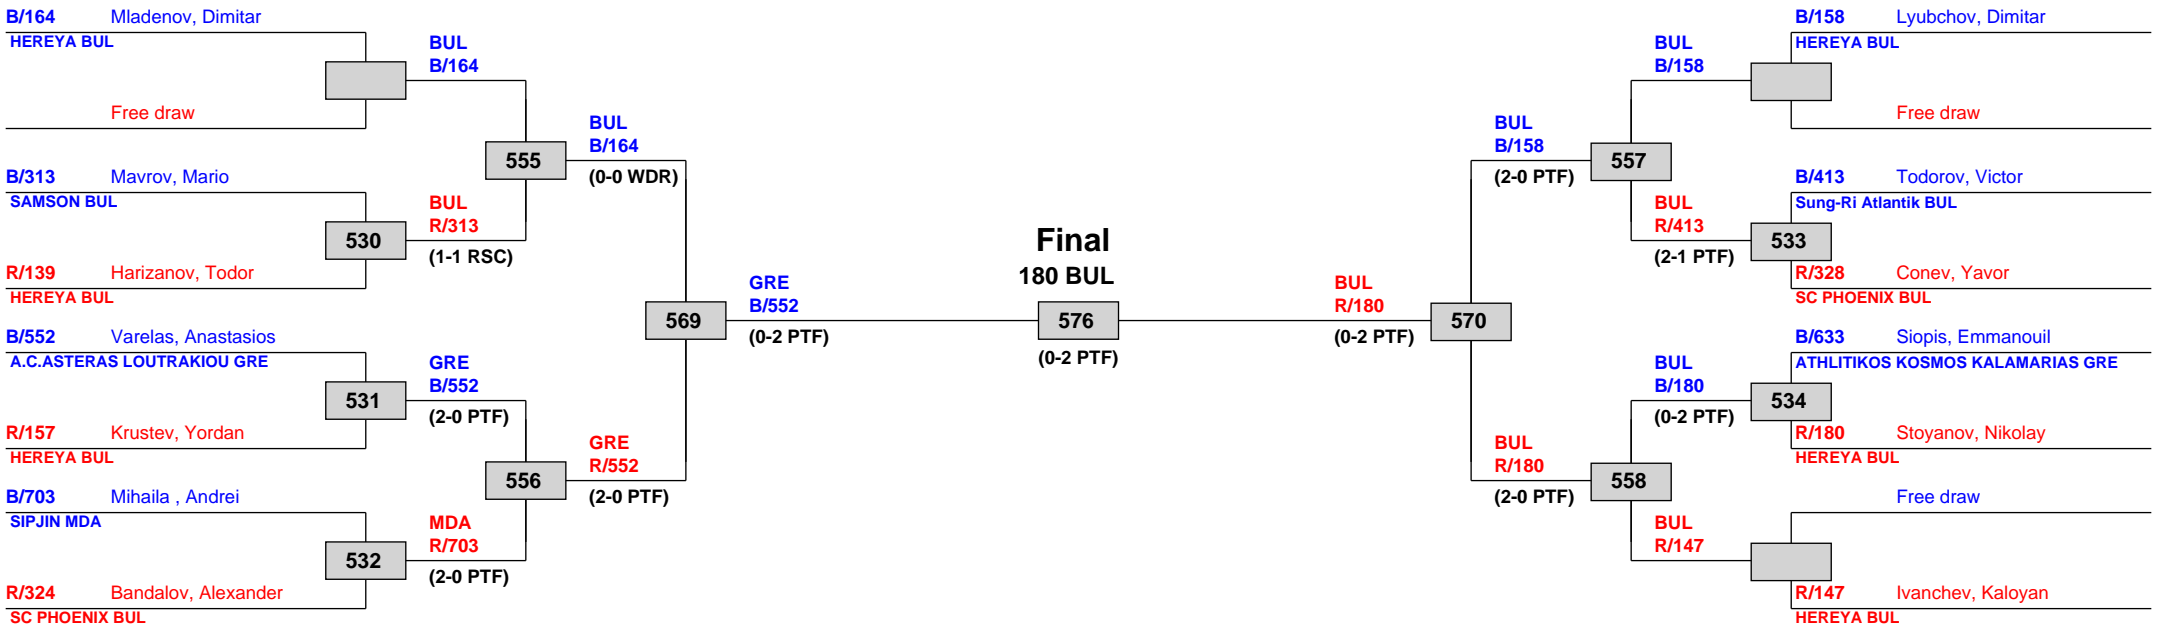 B/164 Mladenov, Dimitar
HEREYA BUL
Free draw
B/313 Mavrov, Mario
SAMSON BUL
R/139 Harizanov, Todor
HEREYA BUL
B/552 Varelas, Anastasios
A.C.ASTERAS LOUTRAKIOU GRE
R/157 Krustev, Yordan
HEREYA BUL
B/703 Mihaila , Andrei
SIPJIN MDA
R/324 Bandalov, Alexander
SC PHOENIX BUL
530
531
532
BUL
B/164
BUL
R/313
(1-1 RSC)
GRE
B/552
(2-0 PTF)
MDA
R/703
(2-0 PTF)
555
556
BUL
B/164
(0-0 WDR)
GRE
R/552
(2-0 PTF)
569
GRE
B/552
(0-2 PTF)
Final
180 BUL
576
(0-2 PTF)
BUL
R/180
(0-2 PTF)
570
BUL
B/158
(2-0 PTF)
BUL
R/180
(2-0 PTF)
557
558
BUL
B/158
BUL
R/413
(2-1 PTF)
BUL
B/180
(0-2 PTF)
BUL
R/147
533
534
B/158 Lyubchov, Dimitar
HEREYA BUL
Free draw
B/413 Todorov, Victor
Sung-Ri Atlantik BUL
R/328 Conev, Yavor
SC PHOENIX BUL
B/633 Siopis, Emmanouil
ATHLITIKOS KOSMOS KALAMARIAS GRE
R/180 Stoyanov, Nikolay
HEREYA BUL
Free draw
R/147 Ivanchev, Kaloyan
HEREYA BUL